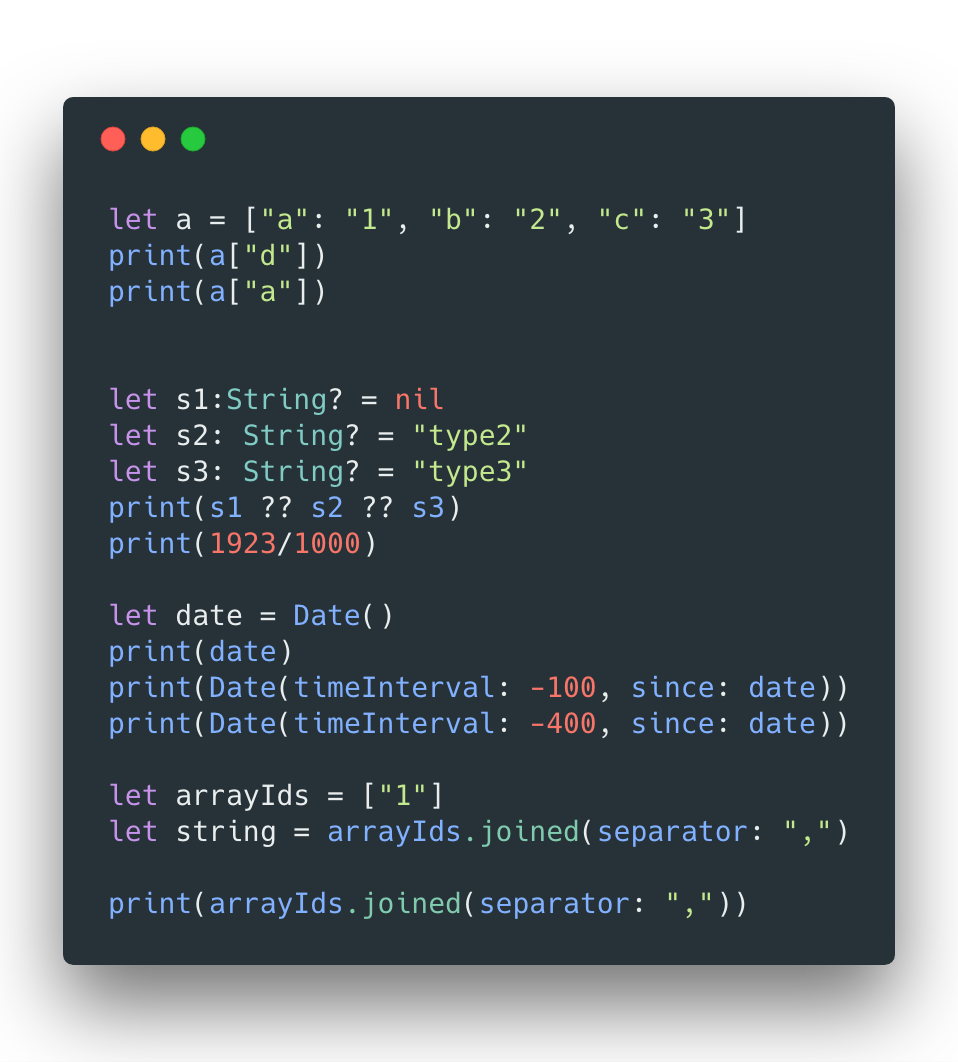 let a = ["a": "1", "b": "2", "c": "3"]
print(a["d"])
print(a["a"])
let s1:String? = nil
let s2: String? = "type2"
let s3: String? = "type3"
print(s1 ?? s2 ?? s3)
print(1923/1000)
let date = Date()
print(date)
print(Date(timeInterval: -100, since: date))
print(Date(timeInterval: -400, since: date))
let arrayIds = ["1"]
let string = arrayIds.joined(separator: ",")
print(arrayIds.joined(separator: ","))